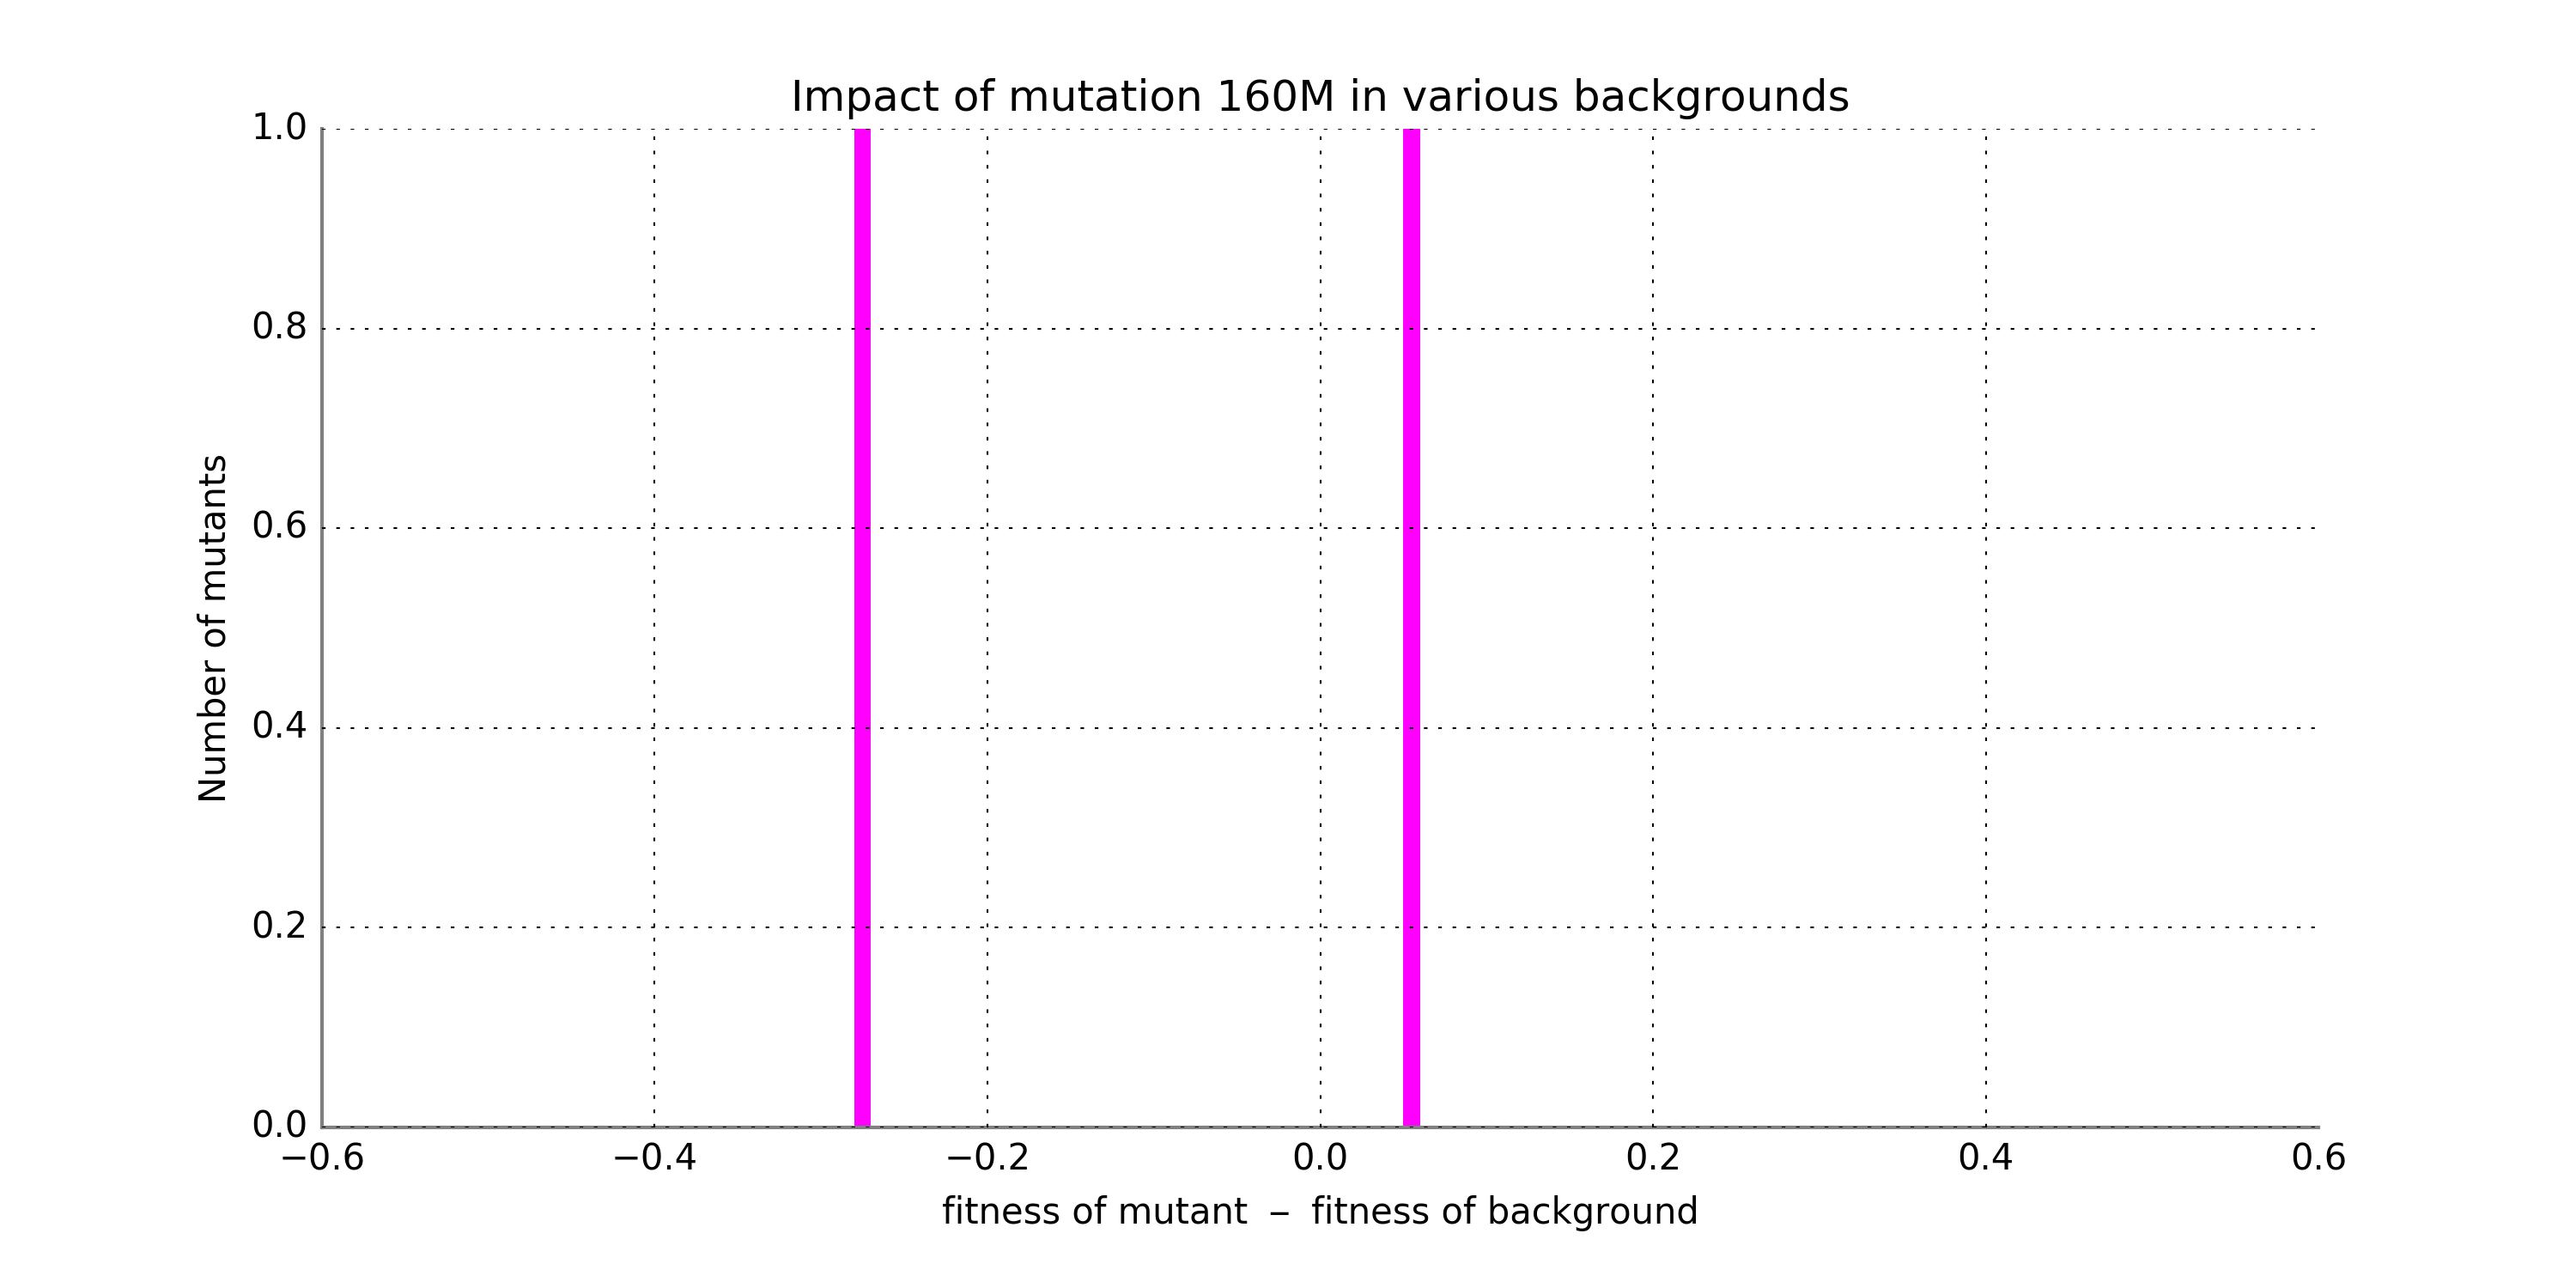 Impact of mutation 160M in various backgrounds
1.0
0.8
0.6
0.4
0.2
0.0
Number of mutants
−0.6 −0.4 −0.2 0.0 0.2 0.4 0.6
fitness of mutant − fitness of background